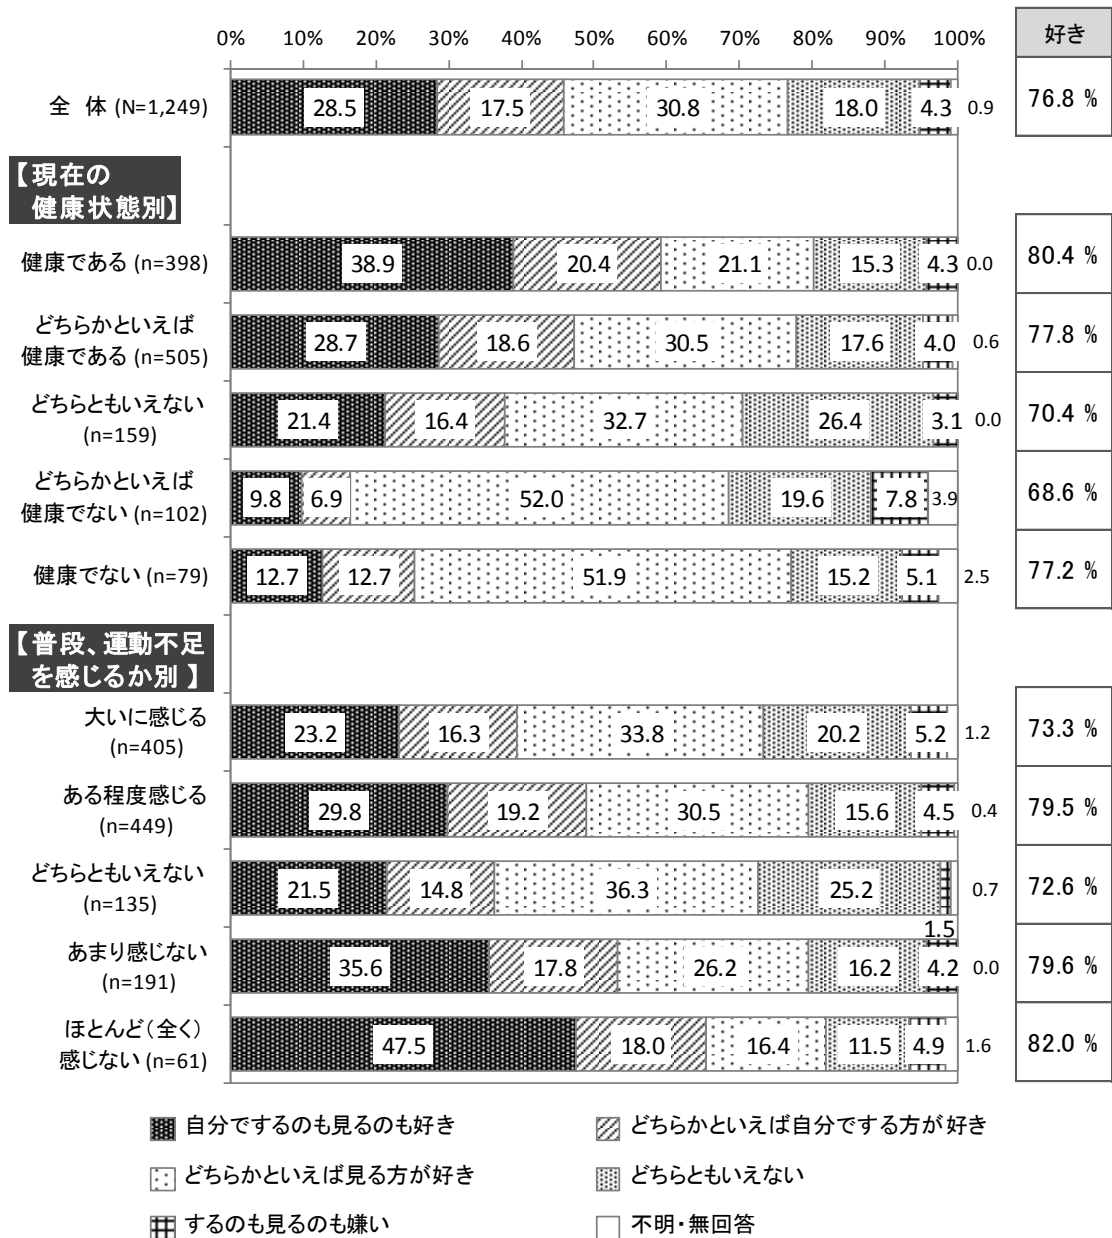 0% 10% 20% 30% 40% 50% 60% 70% 80% 90% 100%
好き
全 体 (N=1,249) 28.5 17.5 30.8 18.0 4.3 0.9 76.8 %
【現在の
健康状態別】
健康である (n=398) 38.9 20.4 21.1 15.3 4.3 0.0 80.4 %
どちらかといえば
健康である (n=505) 28.7 18.6 30.5 17.6 4.0 0.6 77.8 %
どちらともいえない
(n=159) 21.4 16.4 32.7 26.4 3.1 0.0 70.4 %
どちらかといえば
健康でない (n=102) 9.8 6.9 52.0 19.6 7.8 3.9 68.6 %
健康でない (n=79) 12.7 12.7 51.9 15.2 5.1 2.5 77.2 %
【普段、運動不足
を感じるか別 】
大いに感じる
(n=405) 23.2 16.3 33.8 20.2 5.2 1.2 73.3 %
ある程度感じる
(n=449) 29.8 19.2 30.5 15.6 4.5 0.4 79.5 %
どちらともいえない
(n=135) 21.5 14.8 36.3 25.2 1.5 0.7 72.6 %
あまり感じない
(n=191) 35.6 17.8 26.2 16.2 4.2 0.0 79.6 %
ほとんど(全く)
感じない (n=61) 47.5 18.0 16.4 11.5 4.9 1.6 82.0 %
自分でするのも見るのも好き
どちらかといえば自分でする方が好き
どちらかといえば見る方が好き
どちらともいえない
するのも見るのも嫌い
不明・無回答